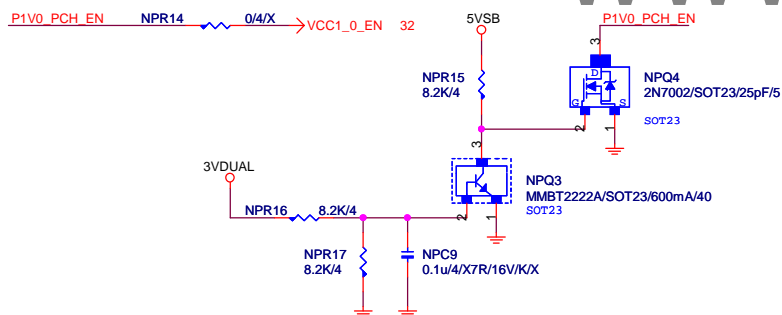 P1V0_PCH_EN NPR14 0/4/X VCC1_0_EN 32
5VSB
P1V0_PCH_EN
3
NPR15
8.2K/4
D
G S
NPQ4
2N7002/SOT23/25pF/5
SOT23
2 1
3
3VDUAL
NPQ3
MMBT2222A/SOT23/600mA/40
SOT23
NPR16 8.2K/4
2 1
NPR17
8.2K/4
NPC9
0.1u/4/X7R/16V/K/X